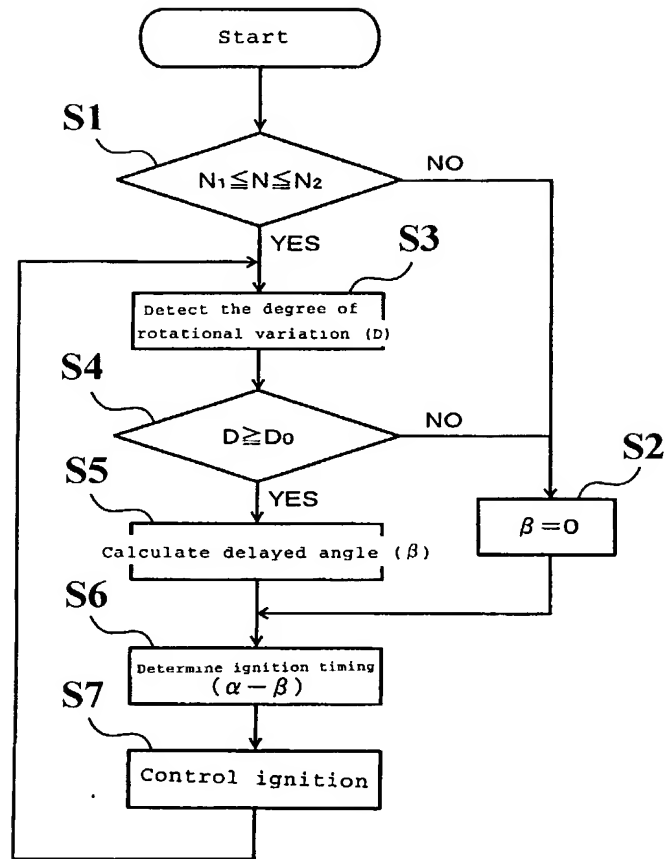 Start
S1
N₁≦N≦N₂
NO
YES
S3
Detect the degree of
rotational variation (D)
S4
D≧D₀
NO
S2
β=0
S5
YES
Calculate delayed angle (β)
S6
Determine ignition timing
(α－β)
S7
Control ignition